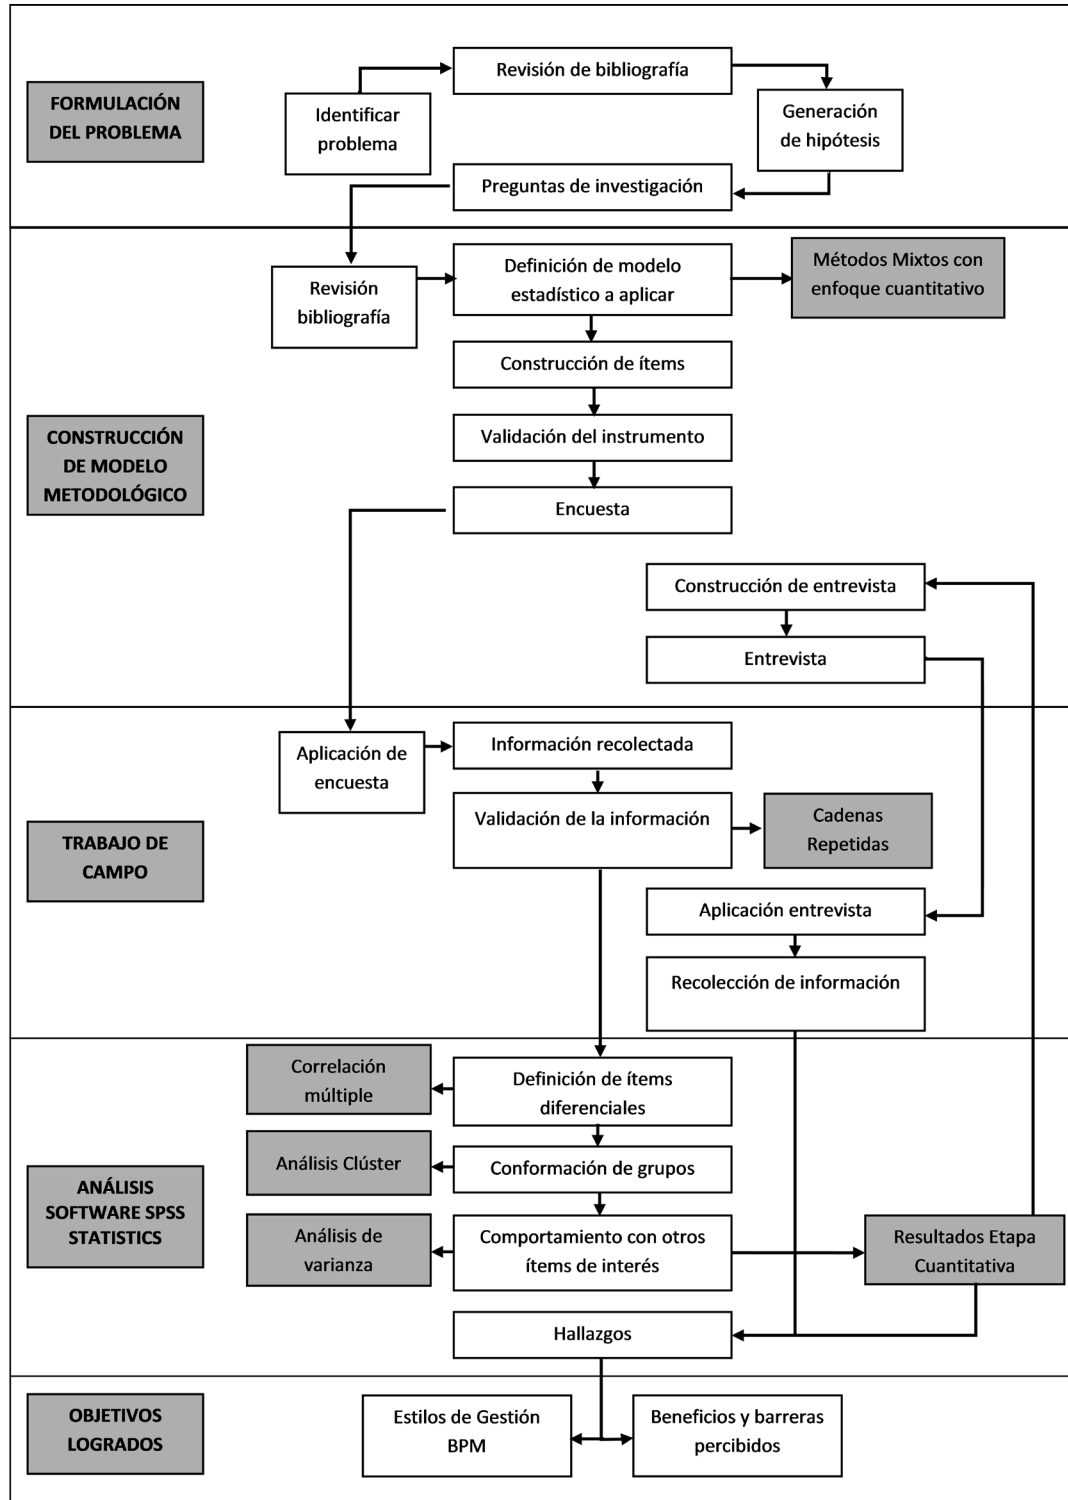 FORMULACIÓN
DEL PROBLEMA
Identificar
problema
Revisión de bibliografía
Generación
de hipótesis
Preguntas de investigación
CONSTRUCCIÓN
DE MODELO
METODOLÓGICO
Revisión
bibliografía
Definición de modelo
estadístico a aplicar
Métodos Mixtos con
enfoque cuantitativo
Construcción de ítems
Validación del instrumento
Encuesta
Construcción de entrevista
Entrevista
TRABAJO DE
CAMPO
Aplicación de
encuesta
Información recolectada
Validación de la información
Cadenas
Repetidas
Aplicación entrevista
Recolección de información
ANÁLISIS
SOFTWARE SPSS
STATISTICS
Correlación
múltiple
Definición de ítems
diferenciales
Análisis Clúster
Conformación de grupos
Análisis de
varianza
Comportamiento con otros
ítems de interés
Resultados Etapa
Cuantitativa
Hallazgos
OBJETIVOS
LOGRADOS
Estilos de Gestión
BPM
Beneficios y barreras
percibidos